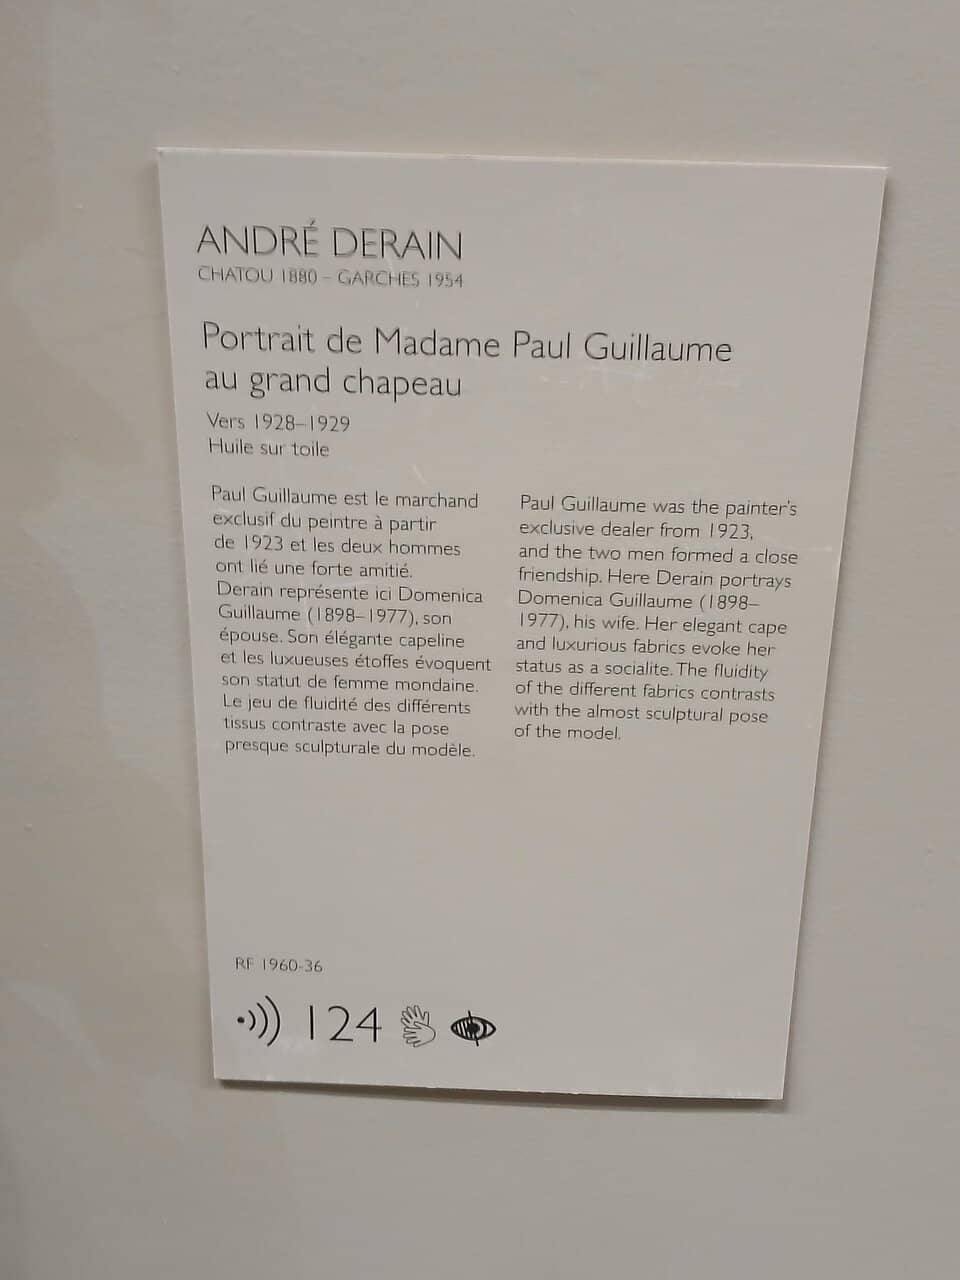 ANDRÉ DERAIN
CHATOU 1880 – GARCHES 1954
Portrait de Madame Paul Guillaume
au grand chapeau
Vers 1928–1929
Huile sur toile
Paul Guillaume est le marchand
exclusif du peintre à partir
de 1923 et les deux hommes
ont lié une forte amitié.
Derain représente ici Domenica
Guillaume (1898–1977), son
épouse. Son élégante capeline
et les luxueuses étoffes évoquent
son statut de femme mondaine.
Le jeu de fluidité des différents
tissus contraste avec la pose
presque sculpturale du modèle.
Paul Guillaume was the painter's
exclusive dealer from 1923,
and the two men formed a close
friendship. Here Derain portrays
Domenica Guillaume (1898–
1977), his wife. Her elegant cape
and luxurious fabrics evoke her
status as a socialite. The fluidity
of the different fabrics contrasts
with the almost sculptural pose
of the model.
RF 1960-36
124